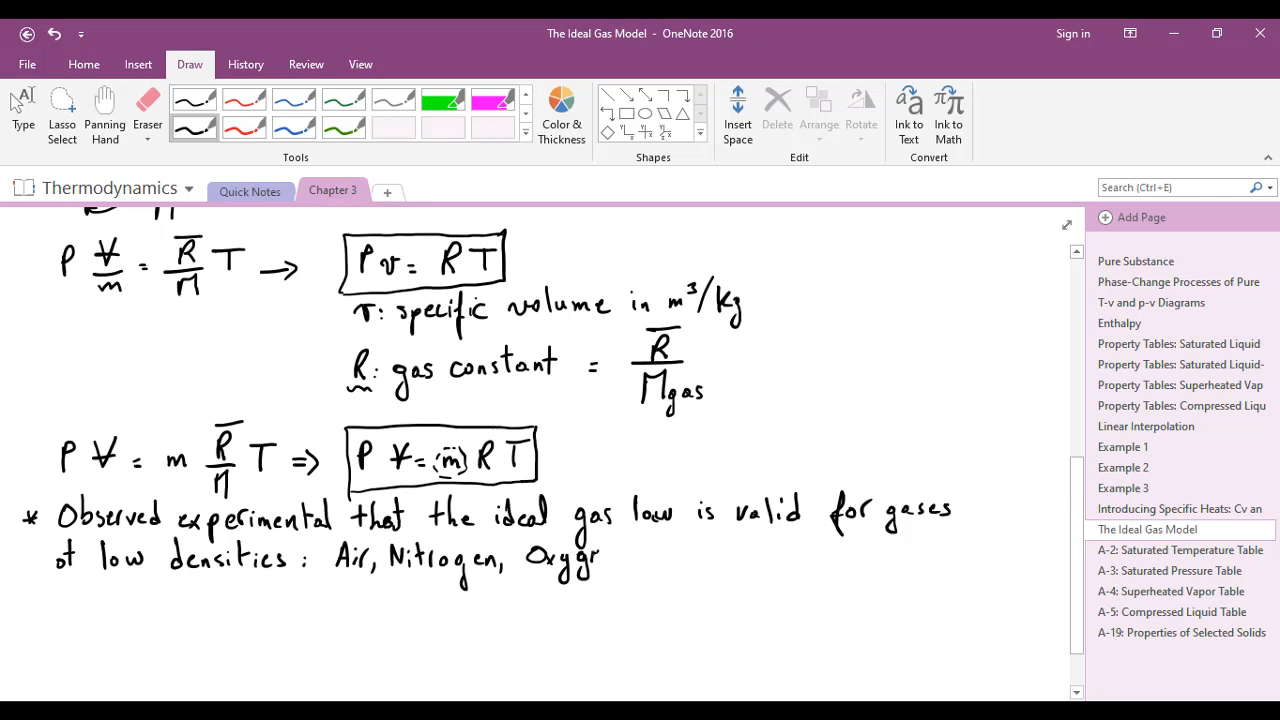 The Ideal Gas Model - OneNote 2016
Sign in
File Home Insert Draw History Review View
Type
Lasso Select
Panning Hand
Eraser
Color & Thickness
Insert Space
Delete
Arrange
Rotate
Ink to Text
Ink to Math
Tools
Shapes
Edit
Convert
Thermodynamics
Quick Notes
Chapter 3
Search (Ctrl+E)
P V̶/m = R̅/M T → Pv = RT
v: specific volume in m³/kg
R: gas constant = R̅/Mgas
P V̶ = m R̅/M T ⇒ P V̶ = m R T
* Observed experimental that the ideal gas law is valid for gases
at low densities: Air, Nitrogen, Oxygr
Add Page
Pure Substance
Phase-Change Processes of Pure
T-v and p-v Diagrams
Enthalpy
Property Tables: Saturated Liquid
Property Tables: Saturated Liquid-
Property Tables: Superheated Vap
Property Tables: Compressed Liqu
Linear Interpolation
Example 1
Example 2
Example 3
Introducing Specific Heats: Cv an
The Ideal Gas Model
A-2: Saturated Temperature Table
A-3: Saturated Pressure Table
A-4: Superheated Vapor Table
A-5: Compressed Liquid Table
A-19: Properties of Selected Solids